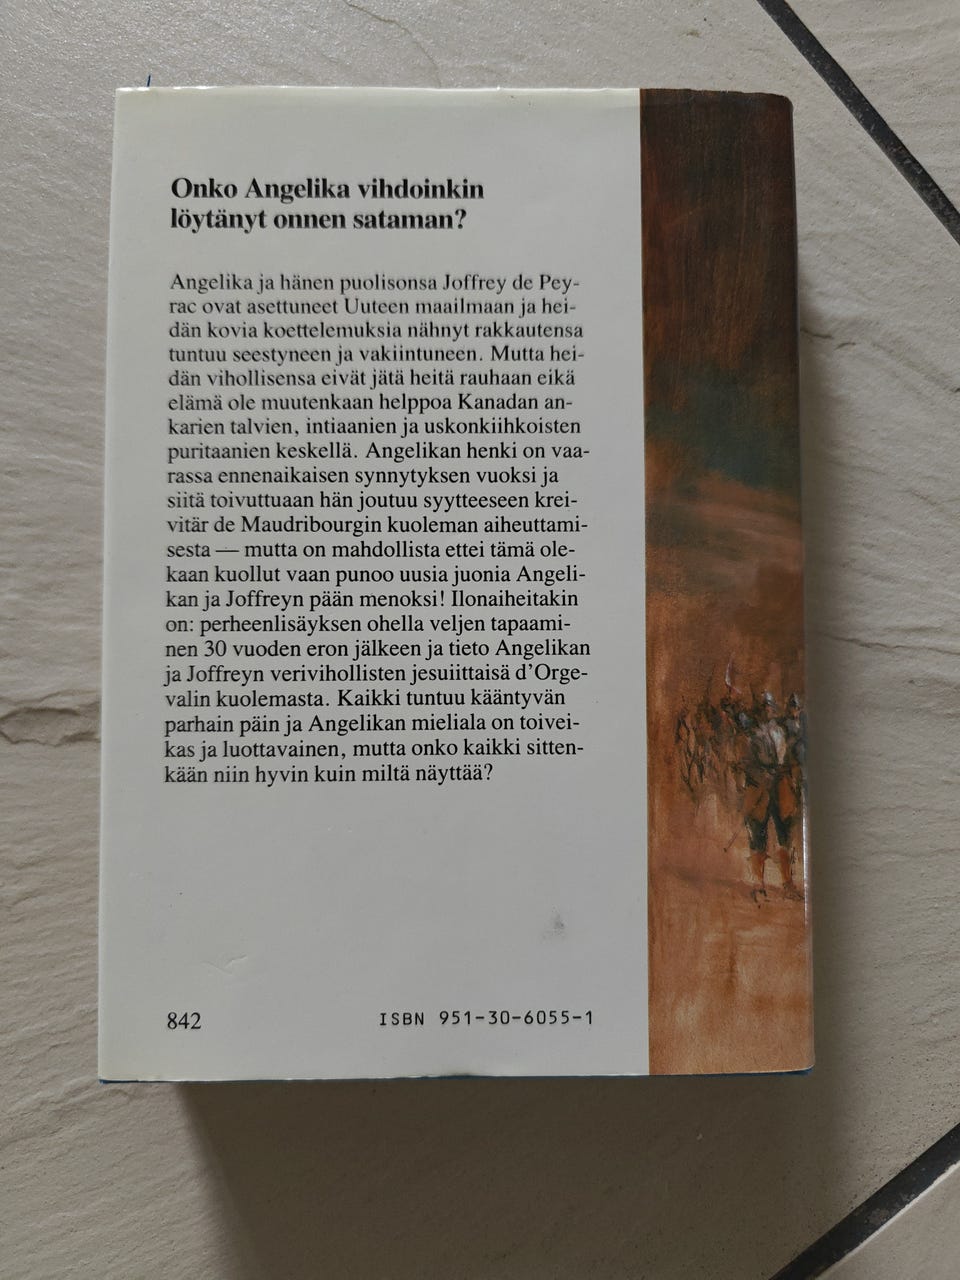 Onko Angelika vihdoinkin
löytänyt onnen sataman?
Angelika ja hänen puolisonsa Joffrey de Pey-
rac ovat asettuneet Uuteen maailmaan ja hei-
dän kovia koettelemuksia nähnyt rakkautensa
tuntuu seestyneen ja vakiintuneen. Mutta hei-
dän vihollisensa eivät jätä heitä rauhaan eikä
elämä ole muutenkaan helppoa Kanadan an-
karien talvien, intiaanien ja uskonkiihkoisten
puritaanien keskellä. Angelikan henki on vaa-
rassa ennenaikaisen synnytyksen vuoksi ja
siitä toivuttuaan hän joutuu syytteeseen krei-
vitär de Maudribourgin kuoleman aiheuttami-
sesta — mutta on mahdollista ettei tämä ole-
kaan kuollut vaan punoo uusia juonia Angeli-
kan ja Joffreyn pään menoksi! Ilonaiheitakin
on: perheenlisäyksen ohella veljen tapaami-
nen 30 vuoden eron jälkeen ja tieto Angelikan
ja Joffreyn verivihollisten jesuiittaisä d'Orge-
valin kuolemasta. Kaikki tuntuu kääntyvän
parhain päin ja Angelikan mieliala on toivei-
kas ja luottavainen, mutta onko kaikki sitten-
kään niin hyvin kuin miltä näyttää?
842
ISBN 951-30-6055-1